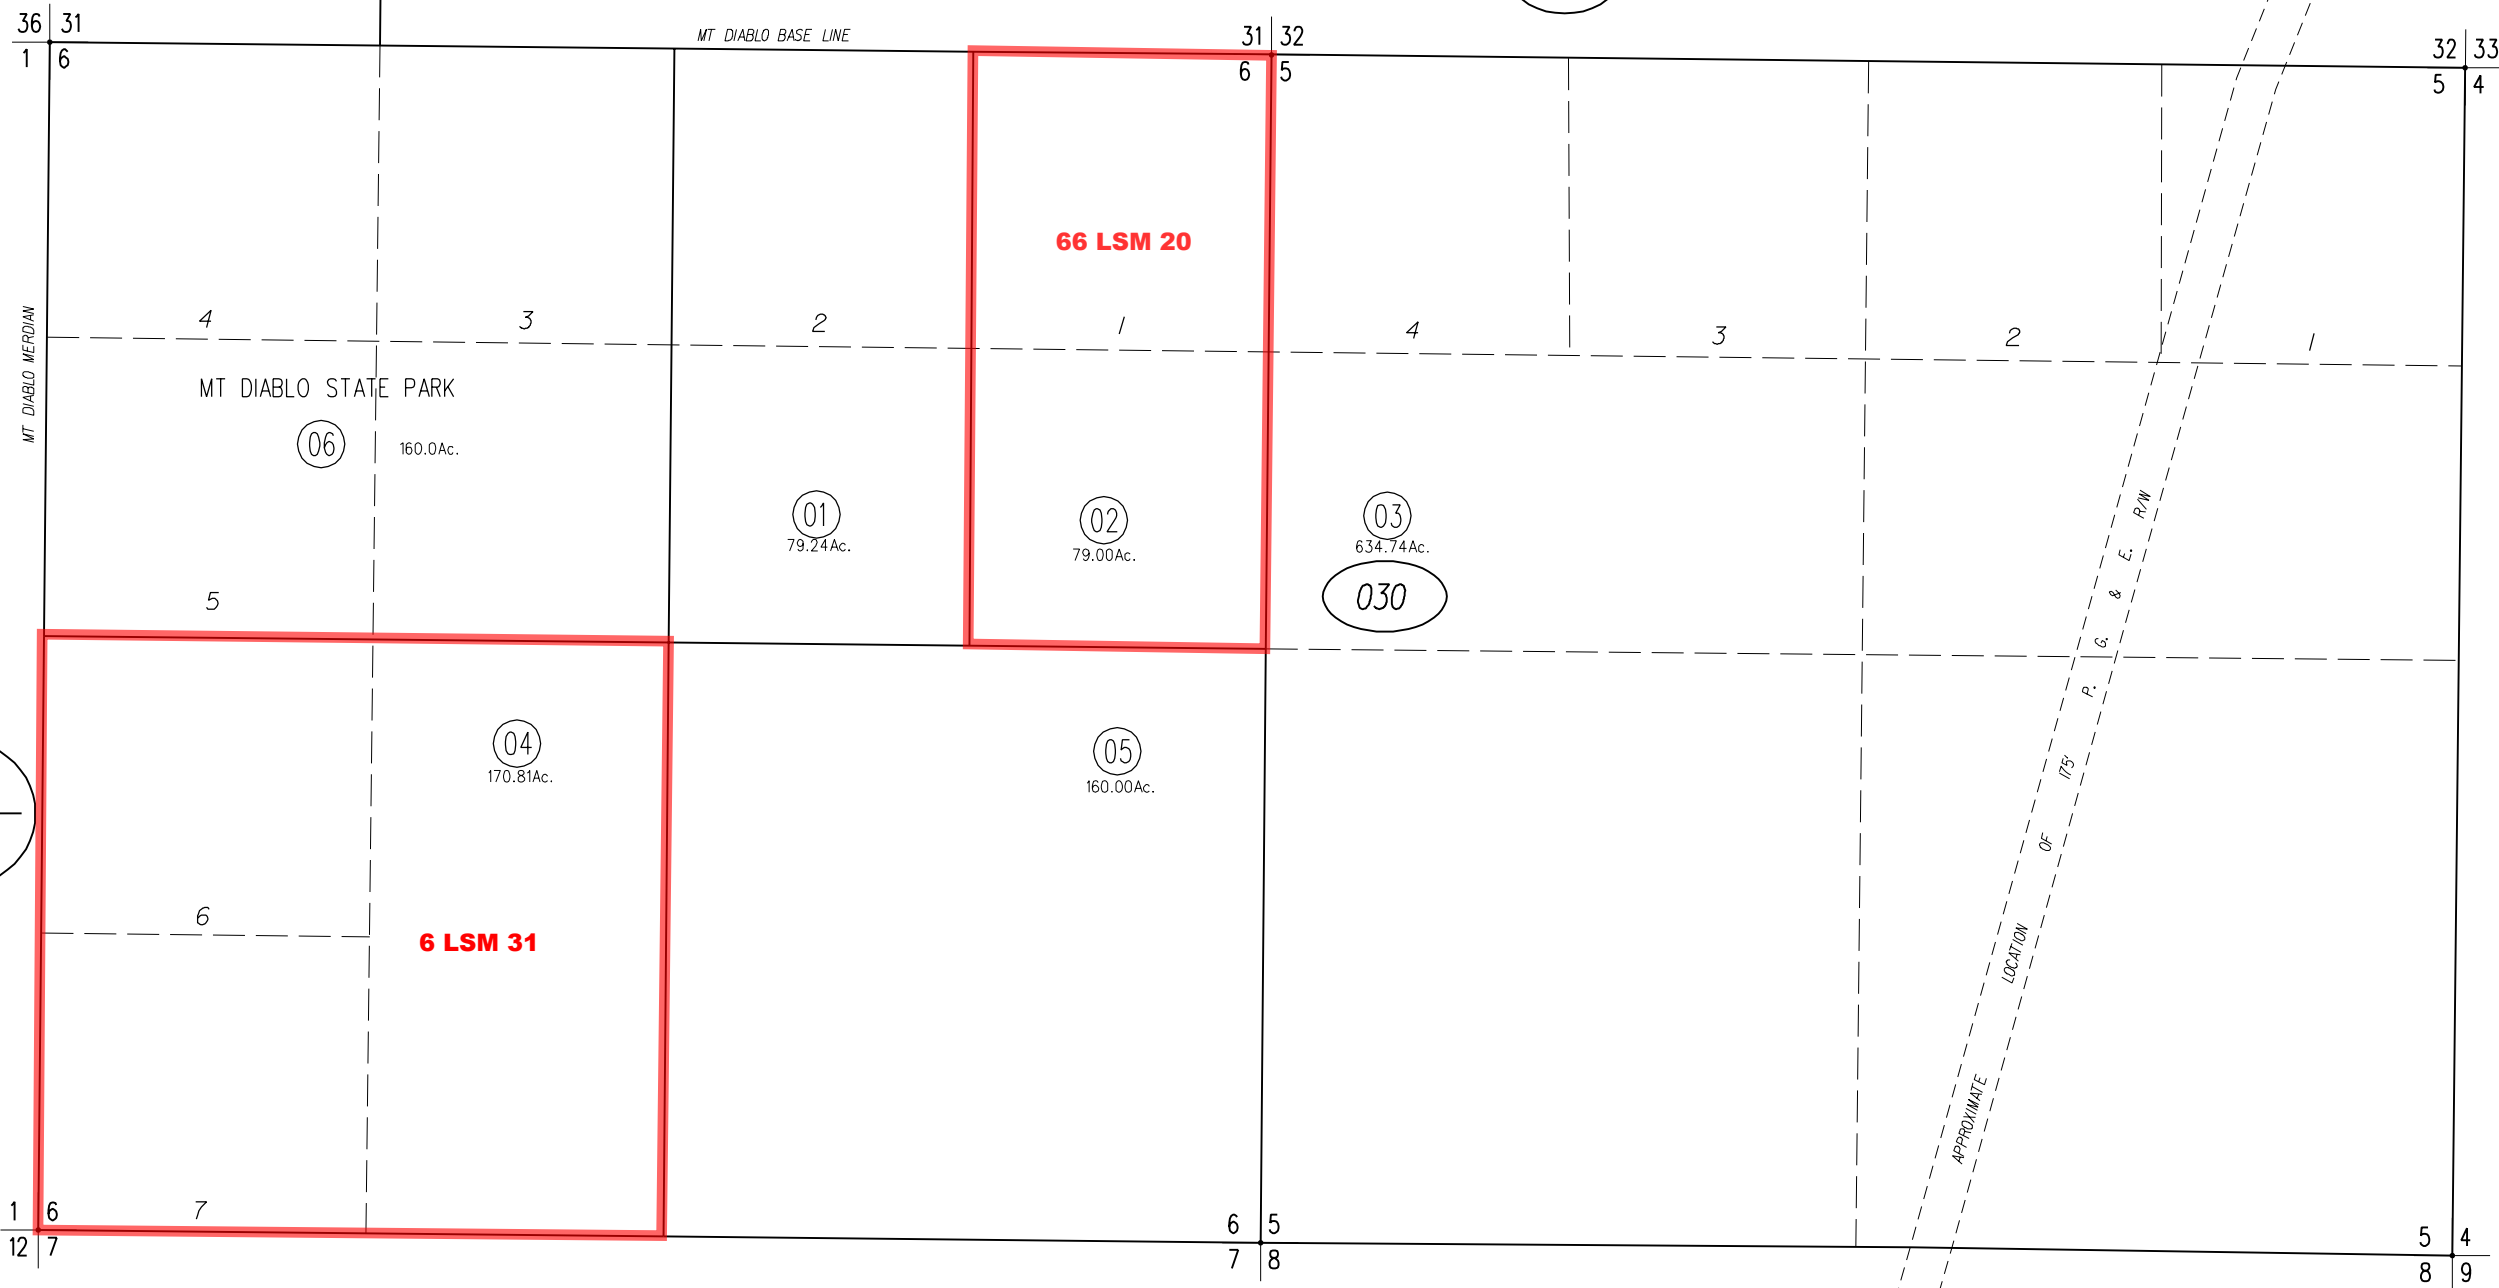 36 31
1 6
MT DIABLO BASE LINE
31 32
6 5
32 33
5 4
66 LSM 20
MT DIABLO MERDIAN
4
3
2
1
4
3
2
1
MT DIABLO STATE PARK
06
160.0Ac.
01
79.24Ac.
02
79.00Ac.
03
634.74Ac.
030
5
04
170.81Ac.
05
160.00Ac.
6
6 LSM 31
7
APPROXIMATE LOCATION OF 175' P. G. & E. R/W
1 6
12 7
6 5
7 8
5 4
8 9